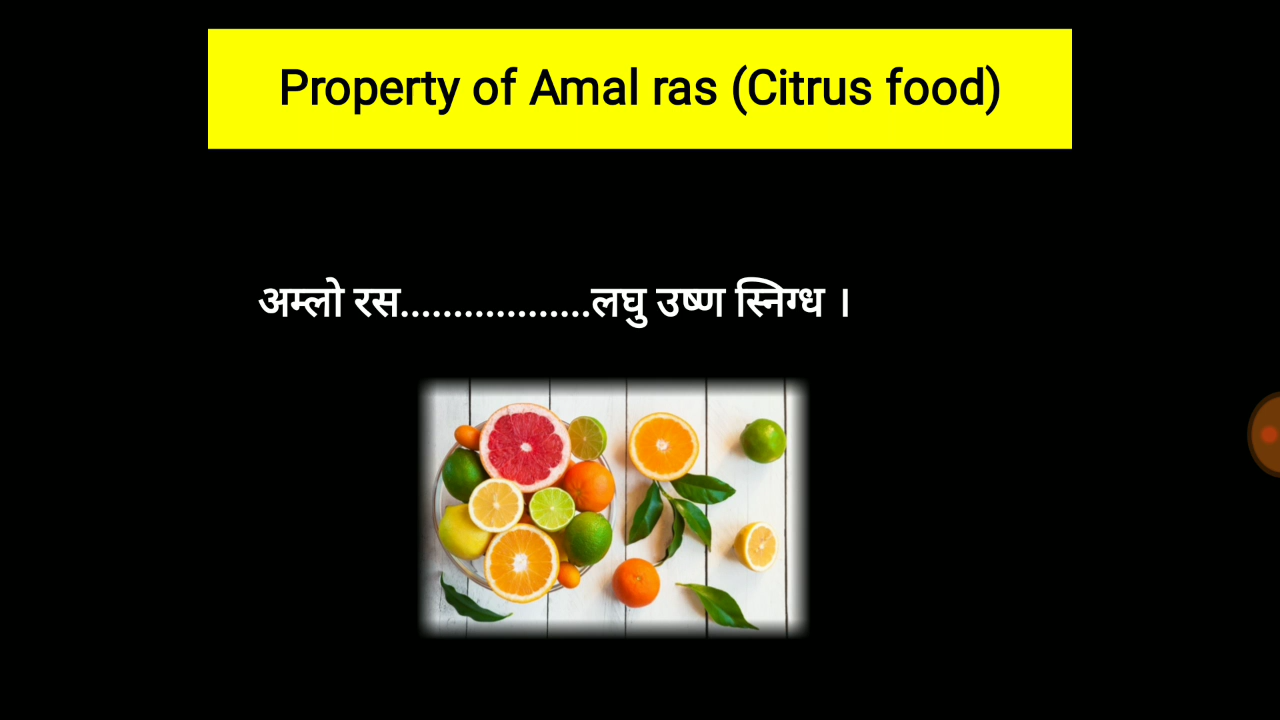 Property of Amal ras (Citrus food)
अम्लो रस..................लघु उष्ण स्निग्ध ।